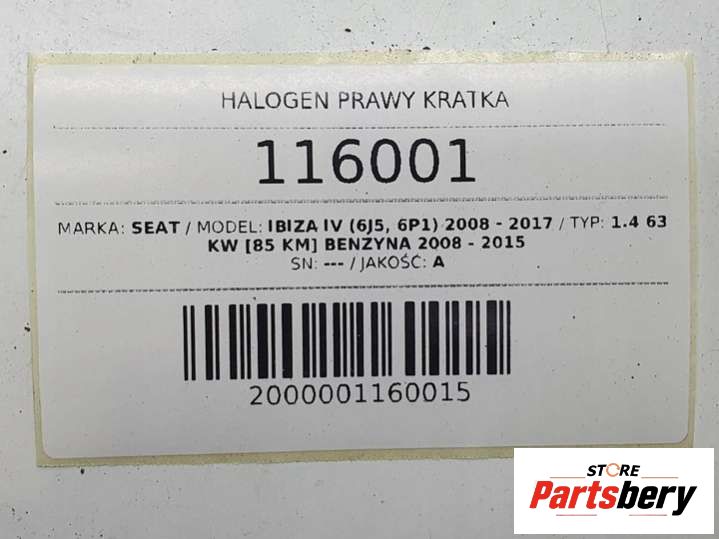 HALOGEN PRAWY KRATKA
116001
MARKA: SEAT / MODEL: IBIZA IV (6J5, 6P1) 2008 - 2017 / TYP: 1.4 63
KW [85 KM] BENZYNA 2008 - 2015
SN: --- / JAKOŚĆ: A
2000001160015
STORE
Partsbery